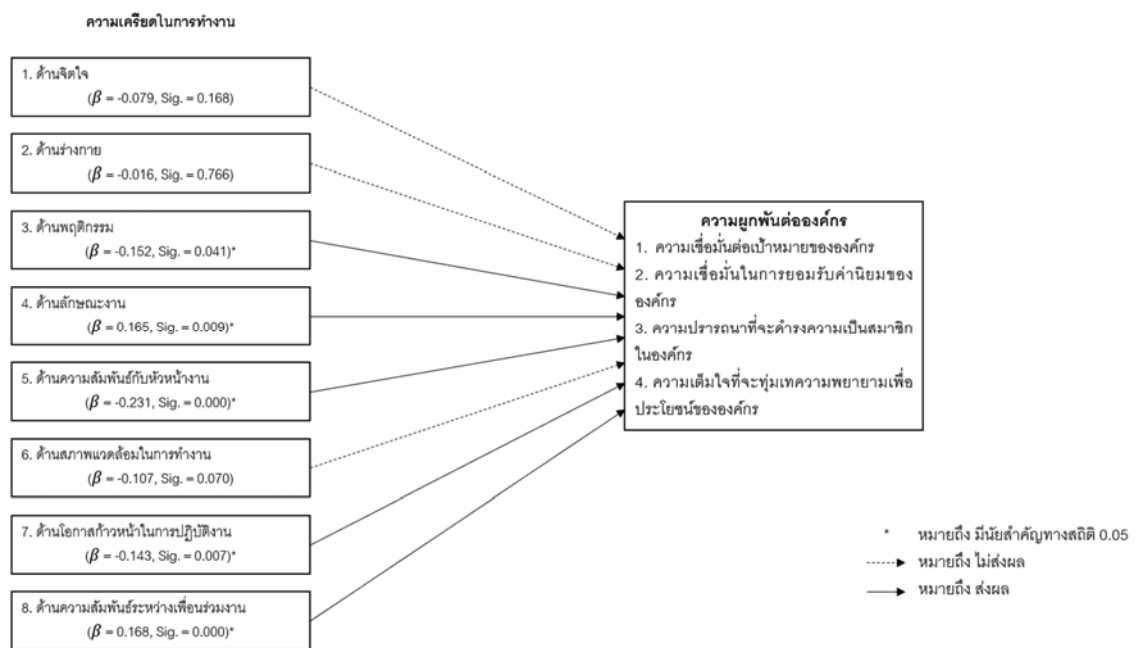 ความเครียดในการทำงาน
1. ด้านจิตใจ
(β = -0.079, Sig. = 0.168)
2. ด้านร่างกาย
(β = -0.016, Sig. = 0.766)
3. ด้านพฤติกรรม
(β = -0.152, Sig. = 0.041)*
4. ด้านลักษณะงาน
(β = 0.165, Sig. = 0.009)*
5. ด้านความสัมพันธ์กับหัวหน้างาน
(β = -0.231, Sig. = 0.000)*
6. ด้านสภาพแวดล้อมในการทำงาน
(β = -0.107, Sig. = 0.070)
7. ด้านโอกาสก้าวหน้าในการปฏิบัติงาน
(β = -0.143, Sig. = 0.007)*
8. ด้านความสัมพันธ์ระหว่างเพื่อนร่วมงาน
(β = 0.168, Sig. = 0.000)*
ความผูกพันต่อองค์กร
1. ความเชื่อมั่นต่อเป้าหมายขององค์กร
2. ความเชื่อมั่นในการยอมรับค่านิยมของ
องค์กร
3. ความปรารถนาที่จะดำรงความเป็นสมาชิก
ในองค์กร
4. ความเต็มใจที่จะทุ่มเทความพยายามเพื่อ
ประโยชน์ขององค์กร
* หมายถึง มีนัยสำคัญทางสถิติ 0.05
หมายถึง ไม่ส่งผล
หมายถึง ส่งผล